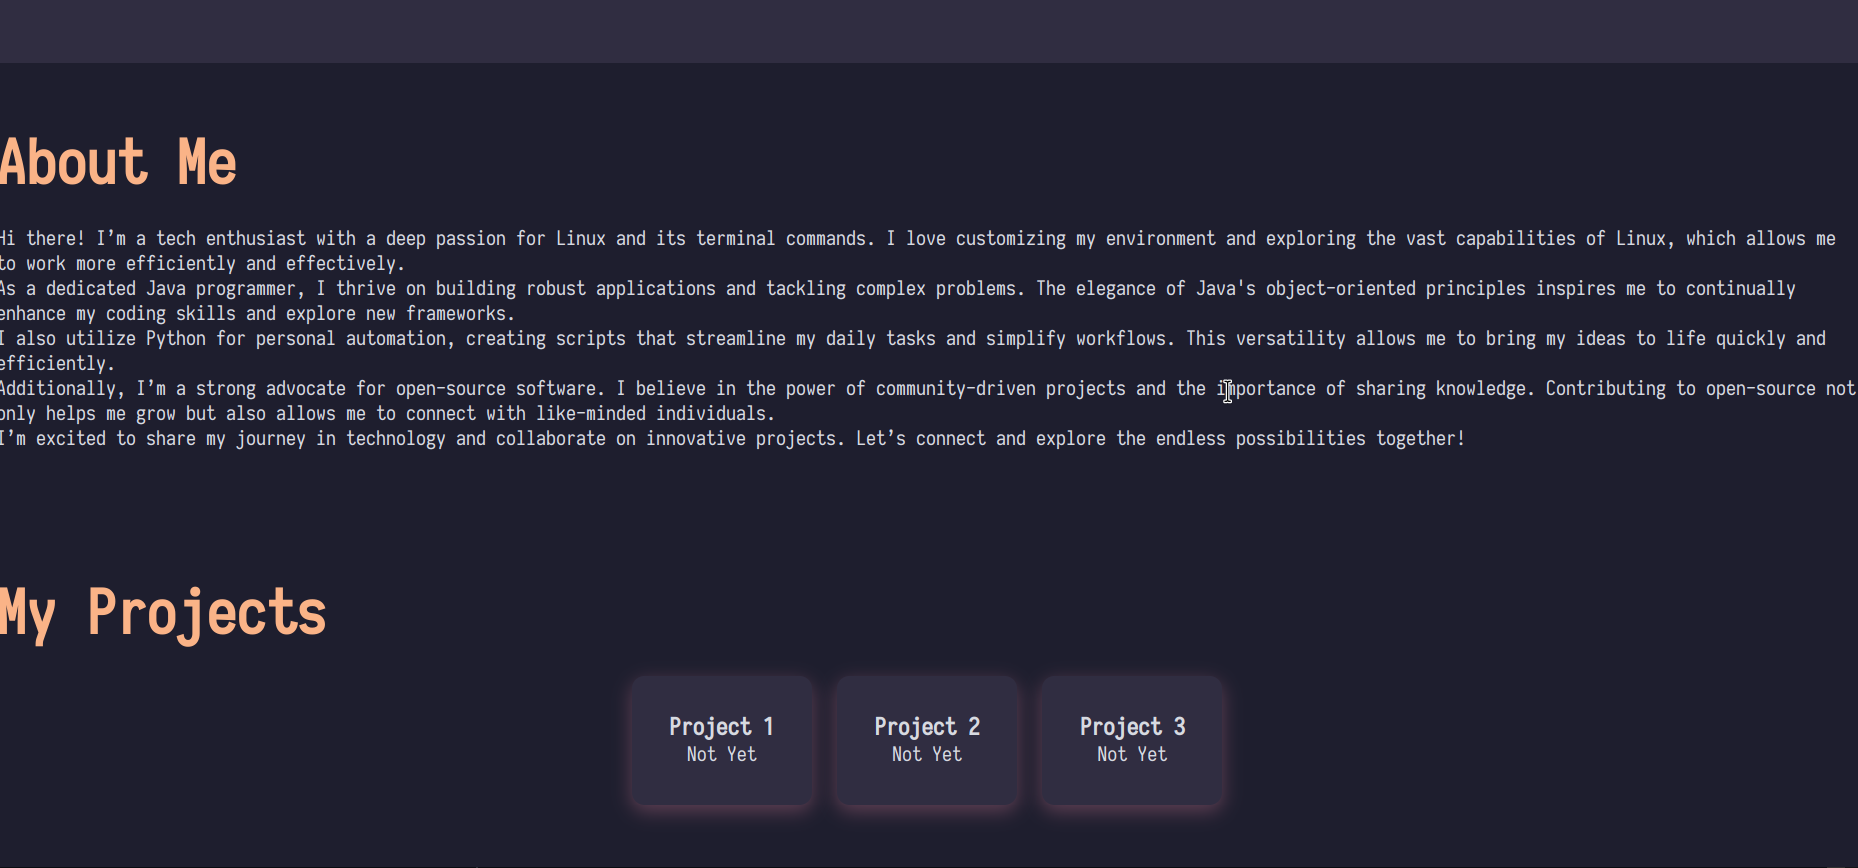 About Me
Hi there! I’m a tech enthusiast with a deep passion for Linux and its terminal commands. I love customizing my environment and exploring the vast capabilities of Linux, which allows me
to work more efficiently and effectively.
As a dedicated Java programmer, I thrive on building robust applications and tackling complex problems. The elegance of Java's object-oriented principles inspires me to continually
enhance my coding skills and explore new frameworks.
I also utilize Python for personal automation, creating scripts that streamline my daily tasks and simplify workflows. This versatility allows me to bring my ideas to life quickly and
efficiently.
Additionally, I’m a strong advocate for open-source software. I believe in the power of community-driven projects and the importance of sharing knowledge. Contributing to open-source not
only helps me grow but also allows me to connect with like-minded individuals.
I’m excited to share my journey in technology and collaborate on innovative projects. Let’s connect and explore the endless possibilities together!
My Projects
Project 1
Not Yet
Project 2
Not Yet
Project 3
Not Yet